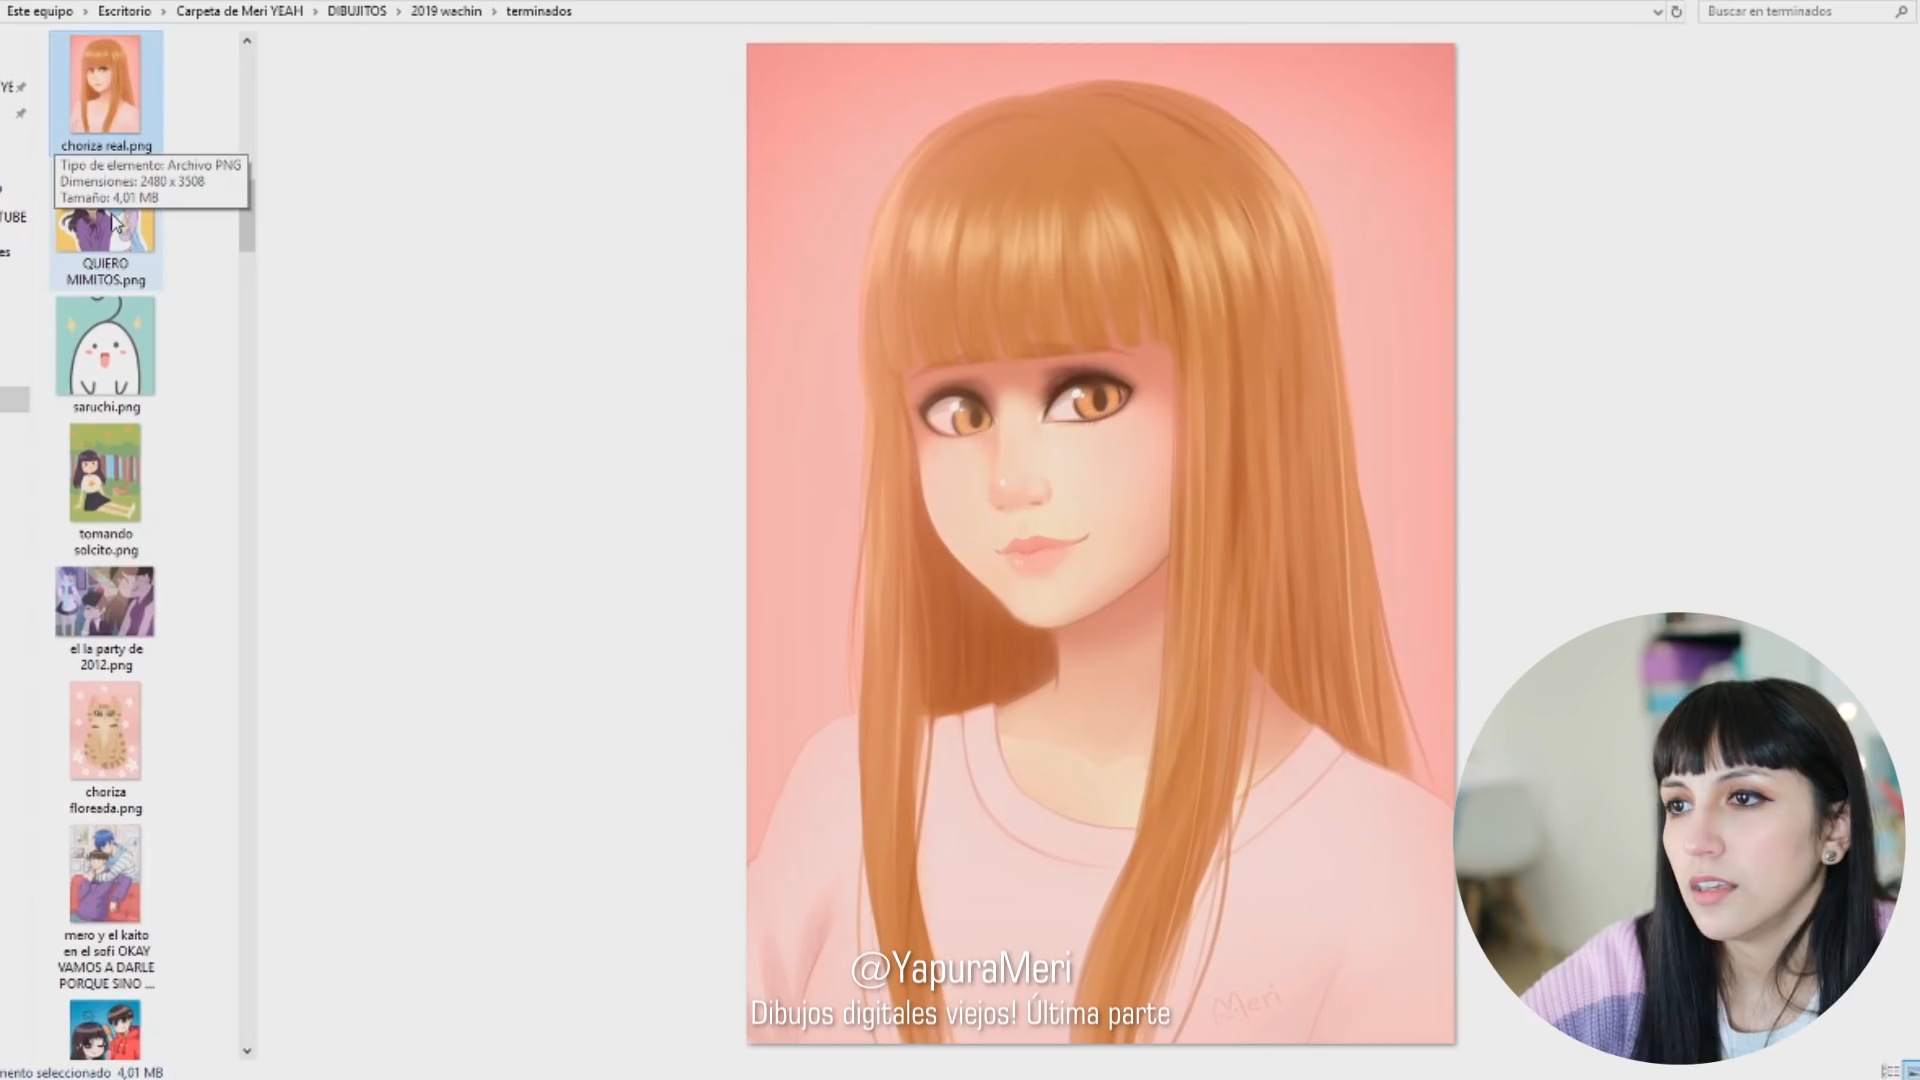 Este equipo > Escritorio > Carpeta de Meri YEAH > DIBUJITOS > 2019 wachin > terminados
Buscar en terminados
YE
TUBE
es
choriza real.png
Tipo de elemento: Archivo PNG
Dimensiones: 2480 x 3508
Tamaño: 4,01 MB
QUIERO
MIMITOS.png
saruchi.png
tomando
solcito.png
el la party de
2012.png
choriza
floreada.png
mero y el kaito
en el sofi OKAY
VAMOS A DARLE
PORQUE SINO ...
mento seleccionado 4,01 MB
Meri
@YapuraMeri
Dibujos digitales viejos! Última parte